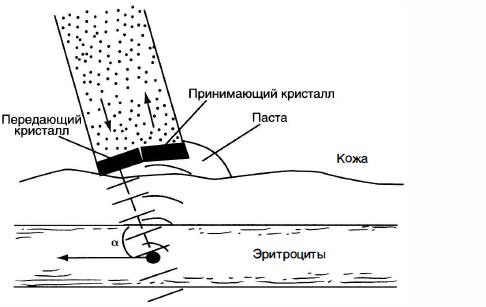 Принимающий кристалл
Передающий
кристалл
Паста
Кожа
α
Эритроциты